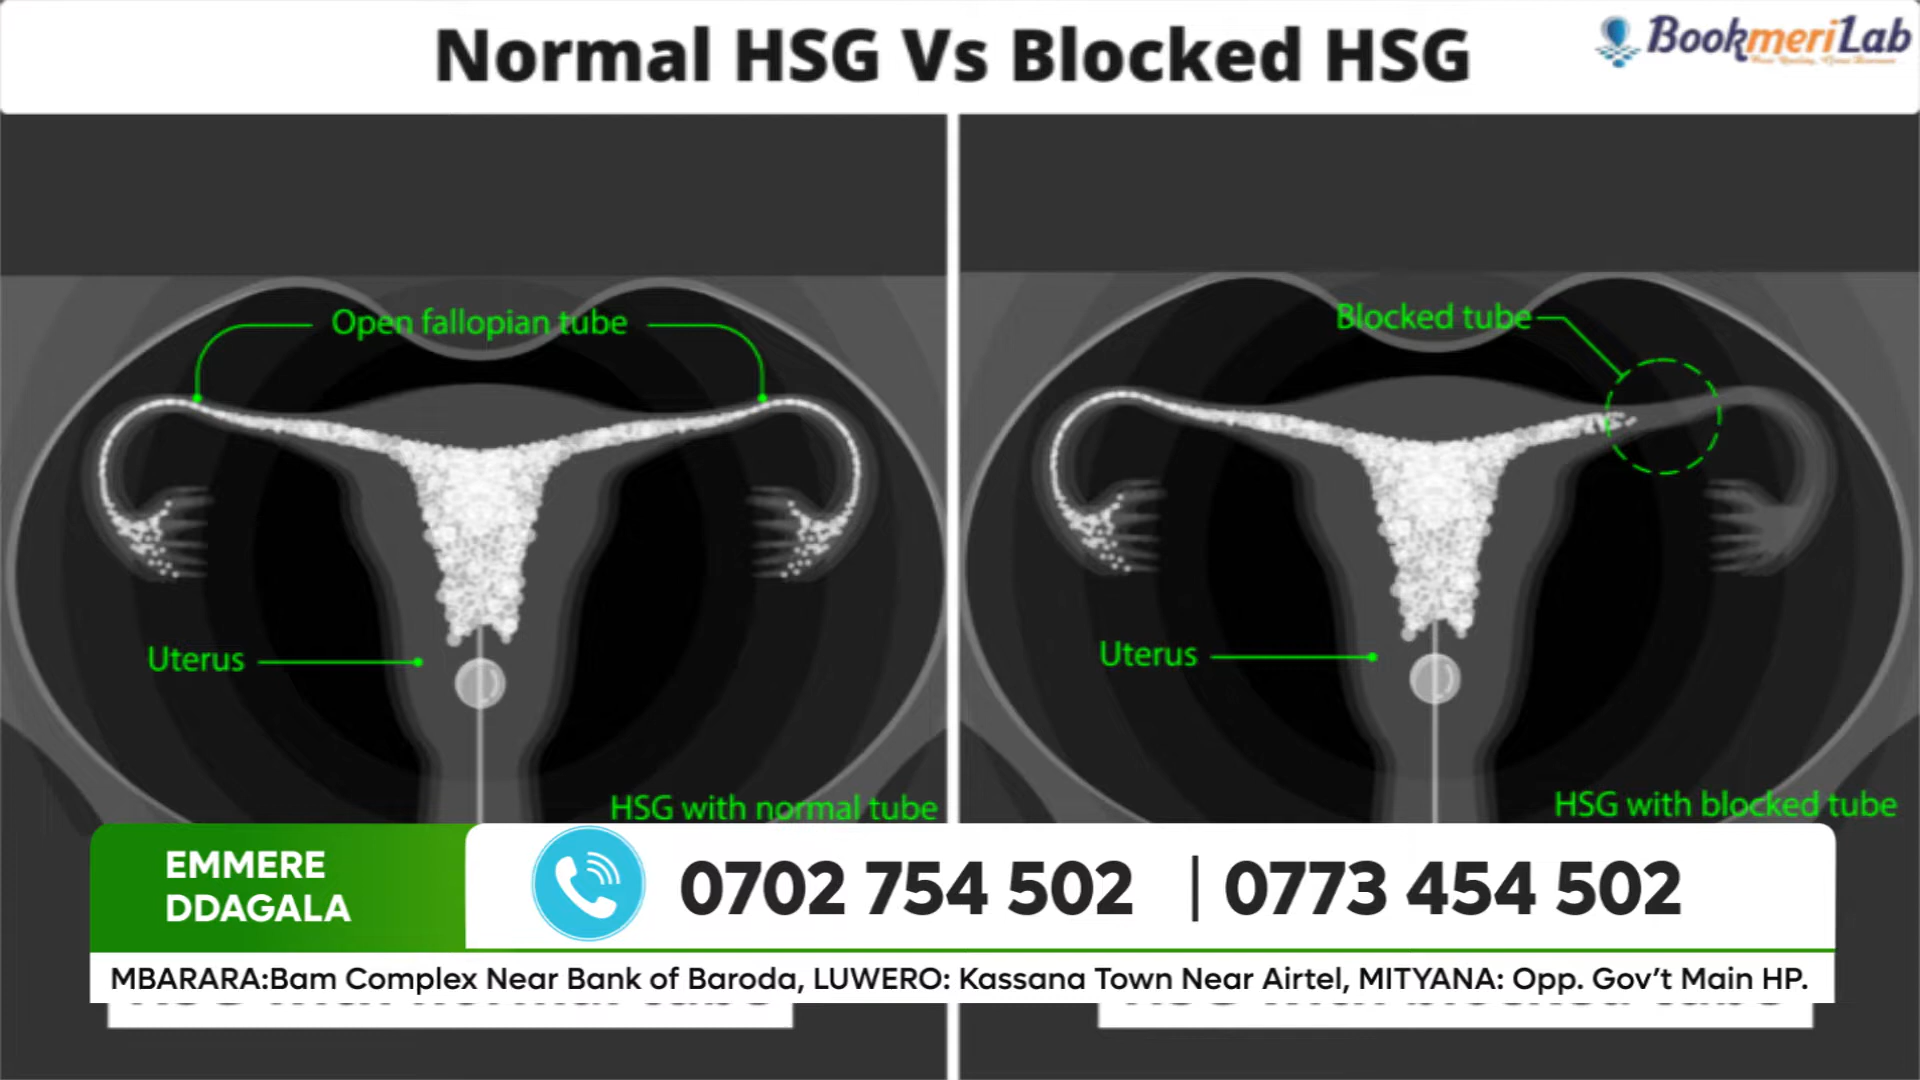 Normal HSG Vs Blocked HSG
BookmeriLab
Open fallopian tube
Uterus
HSG with normal tube
Blocked tube
Uterus
HSG with blocked tube
EMMERE
DDAGALA
0702 754 502 | 0773 454 502
MBARARA:Bam Complex Near Bank of Baroda, LUWERO: Kassana Town Near Airtel, MITYANA: Opp. Gov't Main HP.